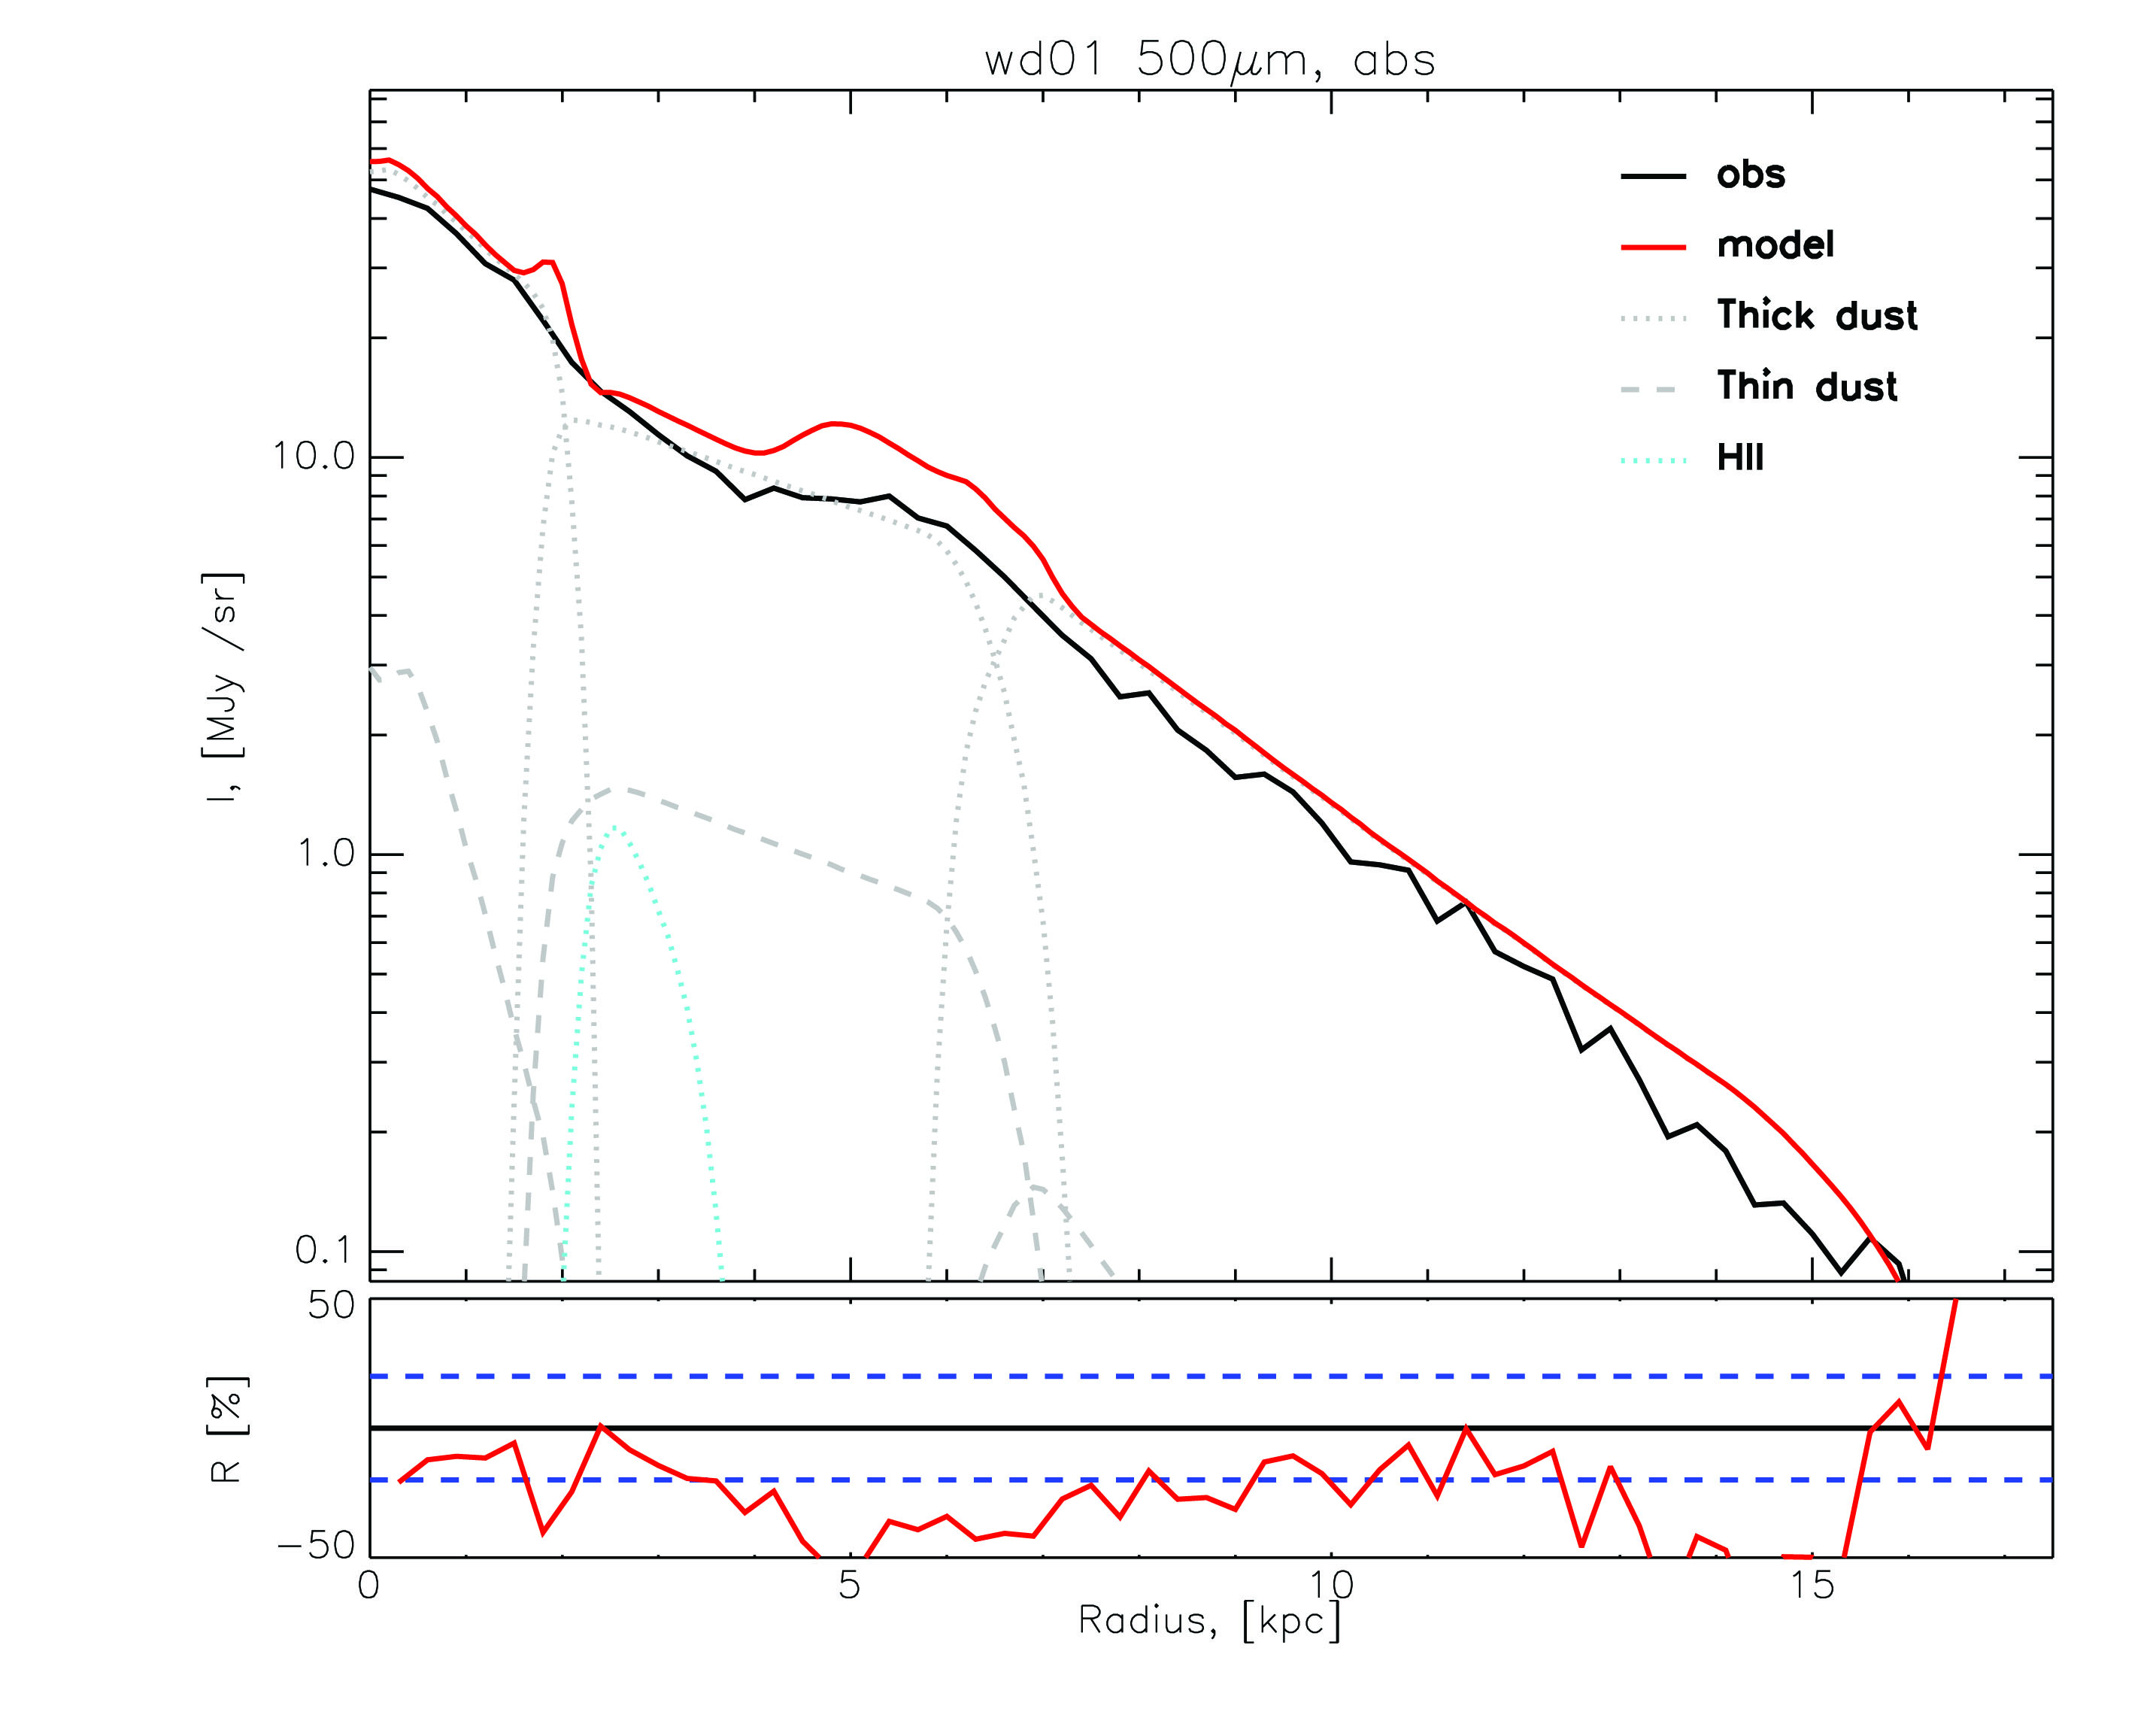 wd01 500μm, abs
obs
model
Thick dust
Thin dust
HII
I, [MJy /sr]
10.0
1.0
0.1
R [%]
50
-50
0 5 10 15
Radius, [kpc]